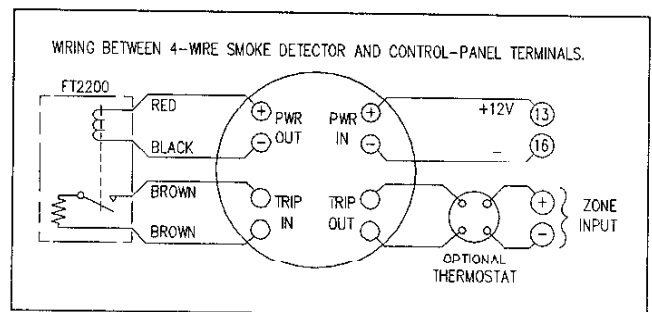 WIRING BETWEEN 4-WIRE SMOKE DETECTOR AND CONTROL-PANEL TERMINALS.
FT2200
RED
BLACK
BROWN
BROWN
+ PWR
- OUT
PWR +
IN -
TRIP
IN
TRIP
OUT
+12V 13
- 16
OPTIONAL
THERMOSTAT
+ ZONE
- INPUT